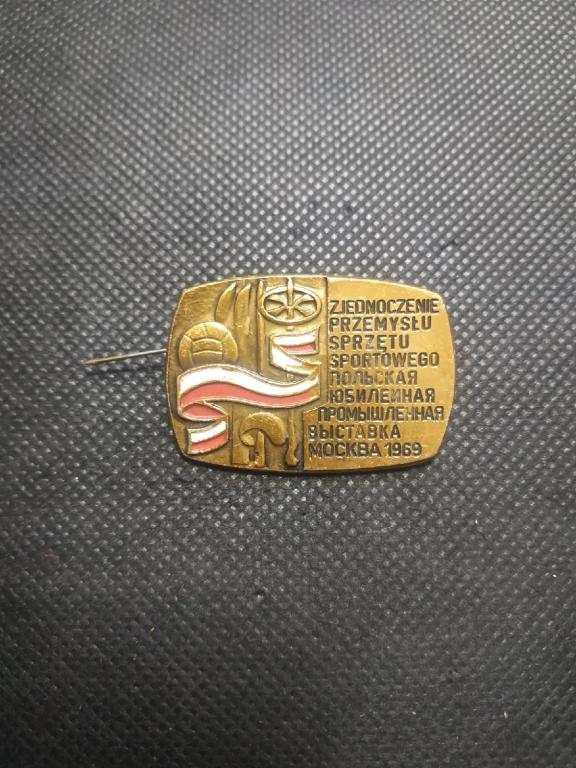 ZJEDNOCZENIE
PRZEMYSŁU
SPRZĘTU
SPORTOWEGO
ПОЛЬСКАЯ
ЮБИЛЕЙНАЯ
ПРОМЫШЛЕННАЯ
ВЫСТАВКА
МОСКВА 1969